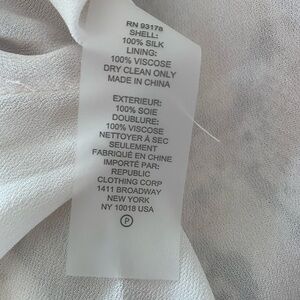 RN 93178
SHELL:
100% SILK
LINING:
100% VISCOSE
DRY CLEAN ONLY
MADE IN CHINA
EXTERIEUR:
100% SOIE
DOUBLURE:
100% VISCOSE
NETTOYER À SEC
SEULEMENT
FABRIQUÉ EN CHINE
IMPORTÉ PAR:
REPUBLIC
CLOTHING CORP
1411 BROADWAY
NEW YORK
NY 10018 USA
P